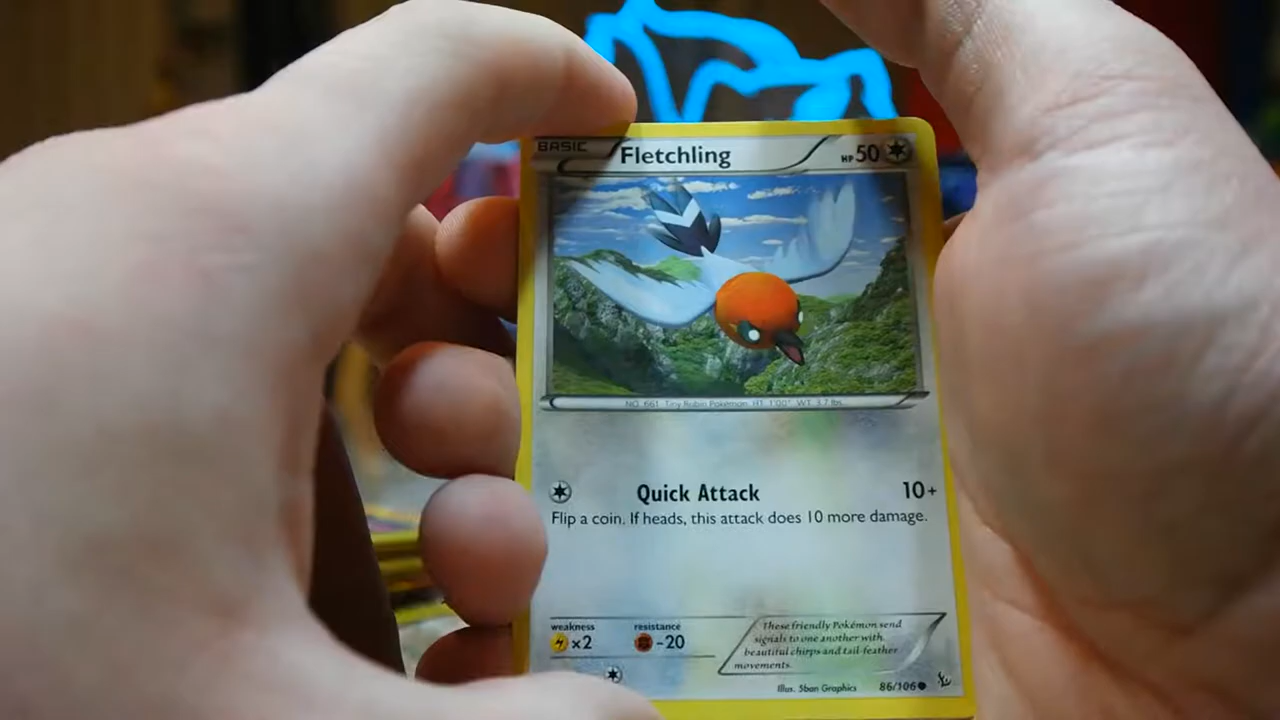 BASIC Fletchling HP 50
NO. 661 Tiny Robin Pokémon HT: 1'00" WT: 3.7 lbs.
Quick Attack 10+
Flip a coin. If heads, this attack does 10 more damage.
weakness resistance
×2 -20
These friendly Pokémon send
signals to one another with
beautiful chirps and tail-feather
movements.
Illus. 5ban Graphics 86/106